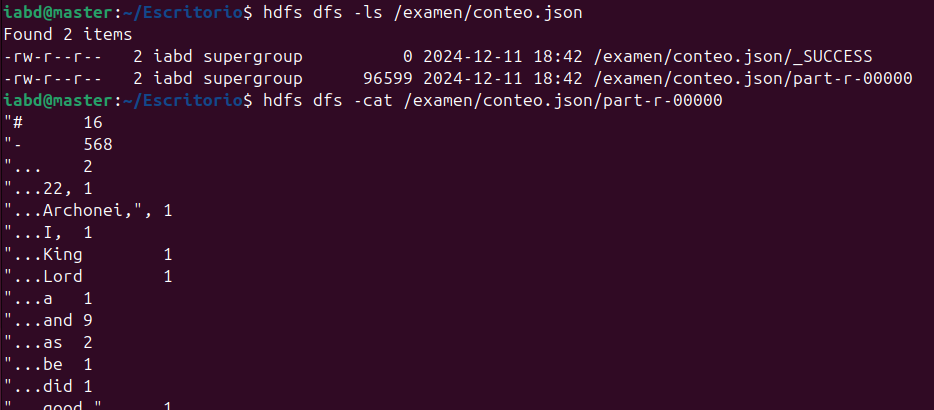 iabd@master:~/Escritorio$ hdfs dfs -ls /examen/conteo.json
Found 2 items
-rw-r--r--   2 iabd supergroup          0 2024-12-11 18:42 /examen/conteo.json/_SUCCESS
-rw-r--r--   2 iabd supergroup      96599 2024-12-11 18:42 /examen/conteo.json/part-r-00000
iabd@master:~/Escritorio$ hdfs dfs -cat /examen/conteo.json/part-r-00000
"#      16
"-      568
"...    2
"...22, 1
"...Archonei,", 1
"...I,  1
"...King        1
"...Lord        1
"...a   1
"...and 9
"...as  2
"...be  1
"...did 1
"...good "      1